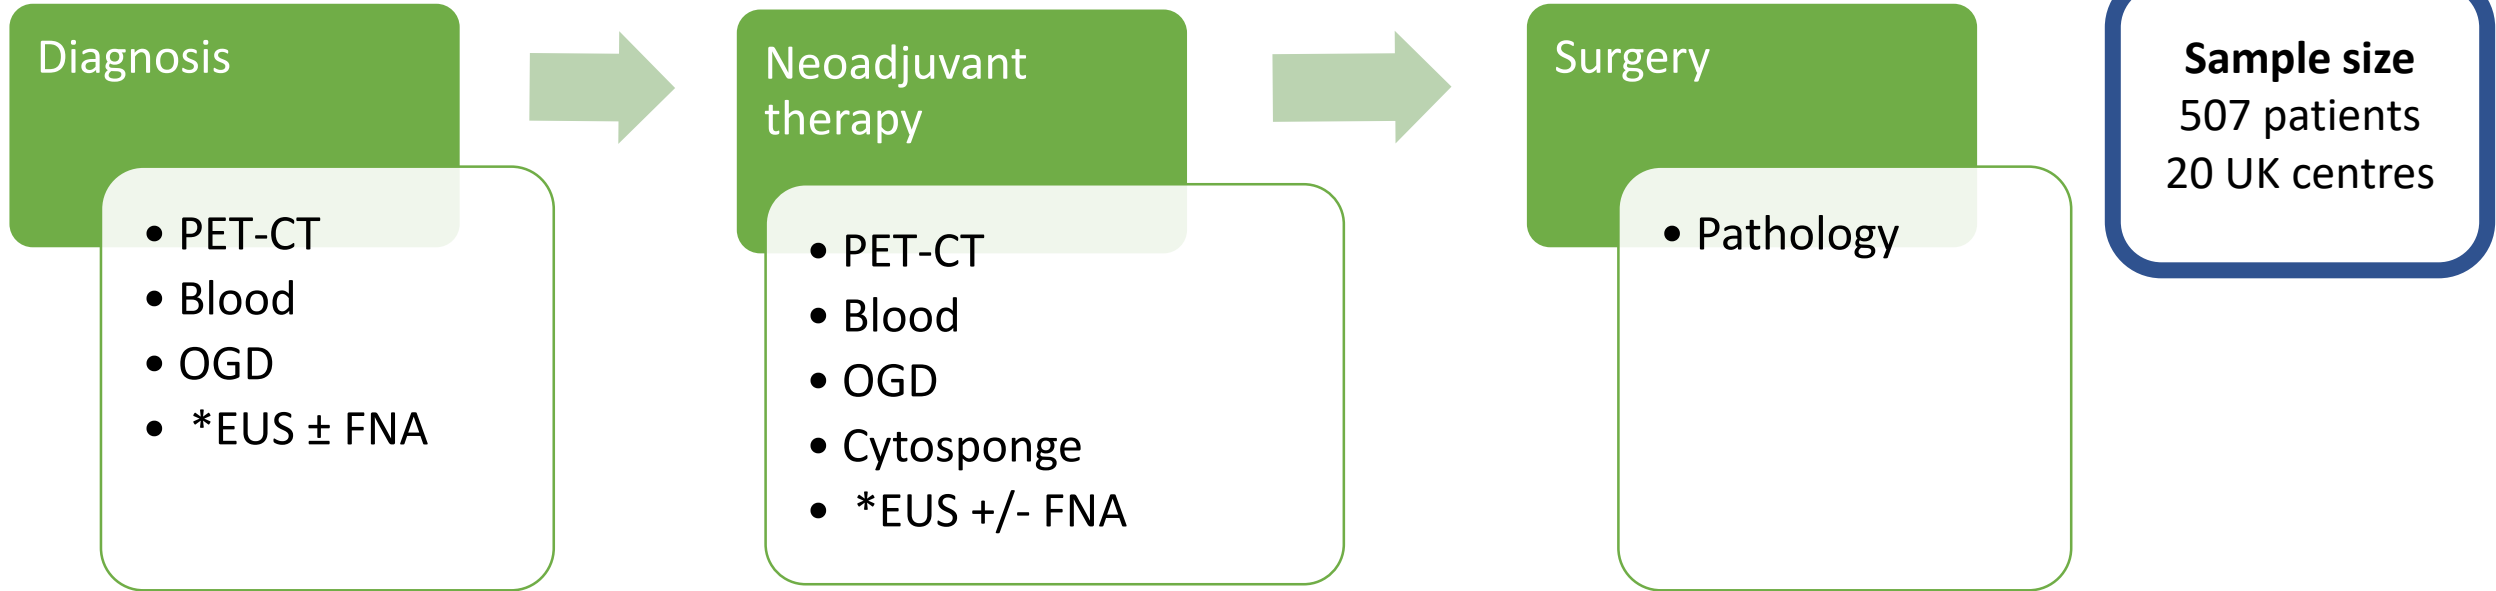 Diagnosis
• PET-CT
• Blood
• OGD
• *EUS ± FNA
Neoadjuvant
therapy
• PET-CT
• Blood
• OGD
• Cytosponge
• *EUS +/- FNA
Surgery
• Pathology
Sample size
507 patients
20 UK centres